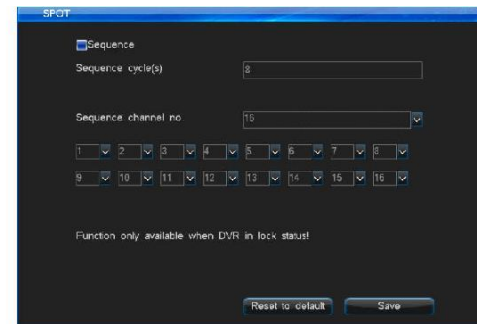 SPOT
Sequence
Sequence cycle(s) 8
Sequence channel no 16
1 2 3 4 5 6 7 8
9 10 11 12 13 14 15 16
Function only available when DVR in lock status!
Reset to default Save